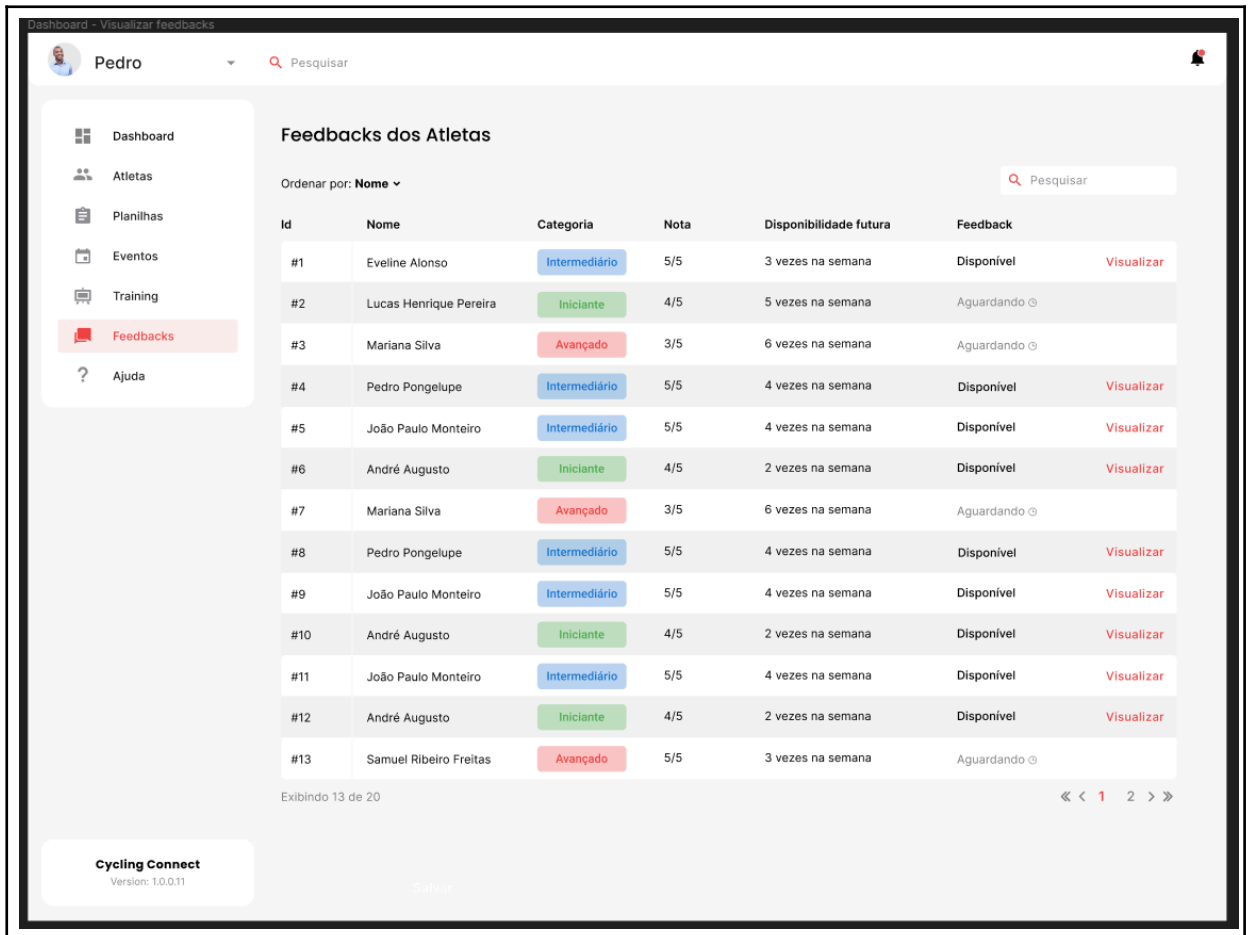 Dashboard - Visualizar feedbacks
Pedro
Pesquisar
Dashboard
Atletas
Planilhas
Eventos
Training
Feedbacks
? Ajuda
Feedbacks dos Atletas
Ordenar por: Nome
Pesquisar
Id Nome Categoria Nota Disponibilidade futura Feedback
#1 Eveline Alonso Intermediário 5/5 3 vezes na semana Disponível Visualizar
#2 Lucas Henrique Pereira Iniciante 4/5 5 vezes na semana Aguardando
#3 Mariana Silva Avançado 3/5 6 vezes na semana Aguardando
#4 Pedro Pongelupe Intermediário 5/5 4 vezes na semana Disponível Visualizar
#5 João Paulo Monteiro Intermediário 5/5 4 vezes na semana Disponível Visualizar
#6 André Augusto Iniciante 4/5 2 vezes na semana Disponível Visualizar
#7 Mariana Silva Avançado 3/5 6 vezes na semana Aguardando
#8 Pedro Pongelupe Intermediário 5/5 4 vezes na semana Disponível Visualizar
#9 João Paulo Monteiro Intermediário 5/5 4 vezes na semana Disponível Visualizar
#10 André Augusto Iniciante 4/5 2 vezes na semana Disponível Visualizar
#11 João Paulo Monteiro Intermediário 5/5 4 vezes na semana Disponível Visualizar
#12 André Augusto Iniciante 4/5 2 vezes na semana Disponível Visualizar
#13 Samuel Ribeiro Freitas Avançado 5/5 3 vezes na semana Aguardando
Exibindo 13 de 20
1 2
Cycling Connect
Version: 1.0.0.11
Salvar